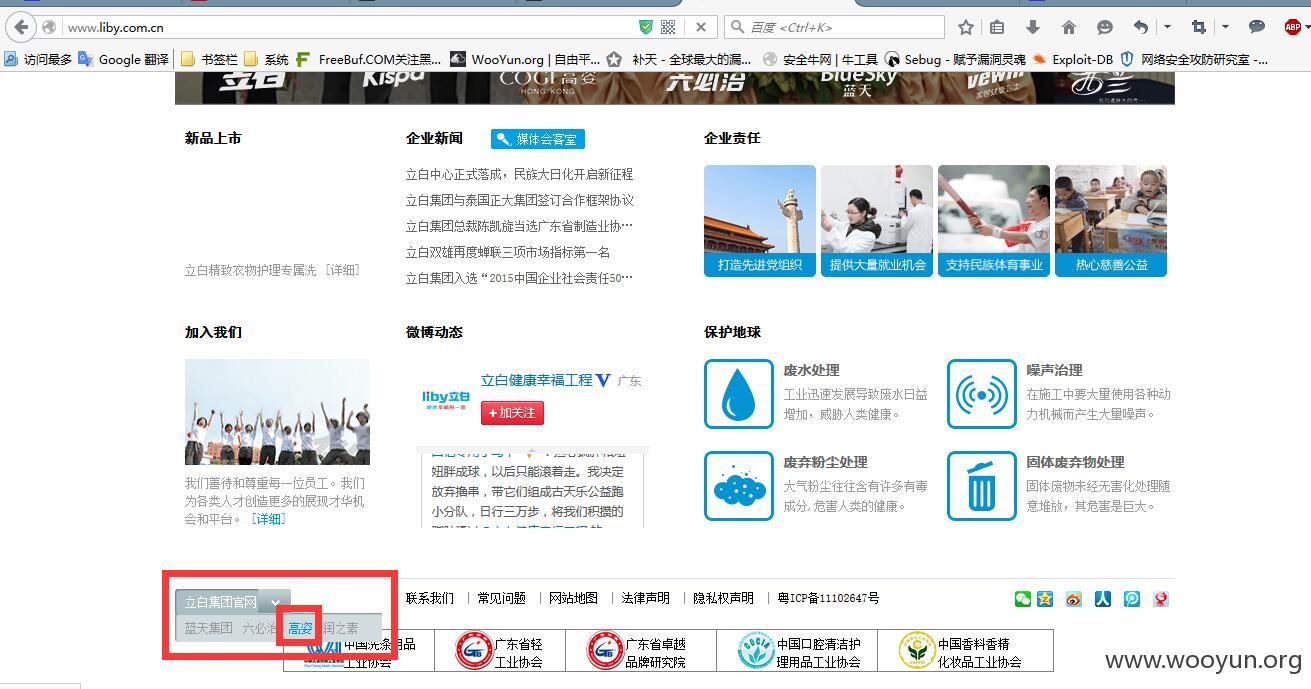 www.liby.com.cn
百度 <Ctrl+K>
ABP
访问最多 Google 翻译 书签栏 系统 FreeBuf.COM关注黑... WooYun.org | 自由平... 补天 - 全球最大的漏... 安全牛网 | 牛工具 Sebug - 赋予漏洞灵魂 Exploit-DB 网络安全攻防研究室 -...
立白 Kispa COGI高姿 六必治 BlueSky VeWin 西兰
HONG KONG 蓝天
新品上市 企业新闻 媒体会客室 企业责任
立白中心正式落成，民族大日化开启新征程
立白集团与泰国正大集团签订合作框架协议
立白集团总裁陈凯旋当选广东省制造业协…
立白双雄再度蝉联三项市场指标第一名
立白集团入选“2015中国企业社会责任50…
立白精致衣物护理专属洗 [详细]
打造先进党组织 提供大量就业机会 支持民族体育事业 热心慈善公益
加入我们 微博动态 保护地球
liby立白
立白健康幸福工程 V 广东
+加关注
妞胖成球，以后只能滚着走。我决定
放弃撸串，带它们组成古天乐公益跑
小分队，日行三万步，将我们积攒的
我们善待和尊重每一位员工。我们
为各类人才创造更多的展现才华机
会和平台。 [详细]
废水处理
工业迅速发展导致废水日益
增加，威胁人类健康。
噪声治理
在施工中要大量使用各种动
力机械而产生大量噪声。
废弃粉尘处理
大气粉尘往往含有许多有毒
成分,危害人类的健康。
固体废弃物处理
固体废物未经无害化处理随
意堆放，其危害是巨大。
立白集团官网
蓝天集团 六必治 高姿 润之素
联系我们 | 常见问题 | 网站地图 | 法律声明 | 隐私权声明 | 粤ICP备11102647号
中国洗涤用品
工业协会
广东省轻
工业协会
广东省卓越
品牌研究院
中国口腔清洁护
理用品工业协会
中国香料香精
化妆品工业协会
www.wooyun.org